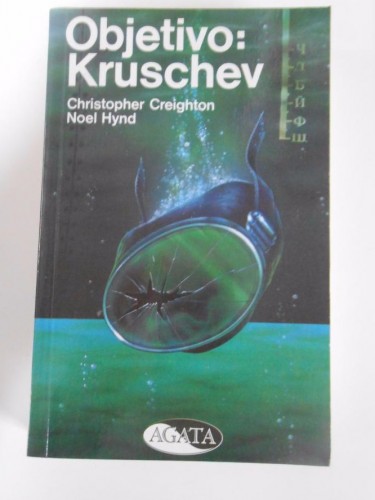 Objetivo:
Kruschev
Christopher Creighton
Noel Hynd
AGATA